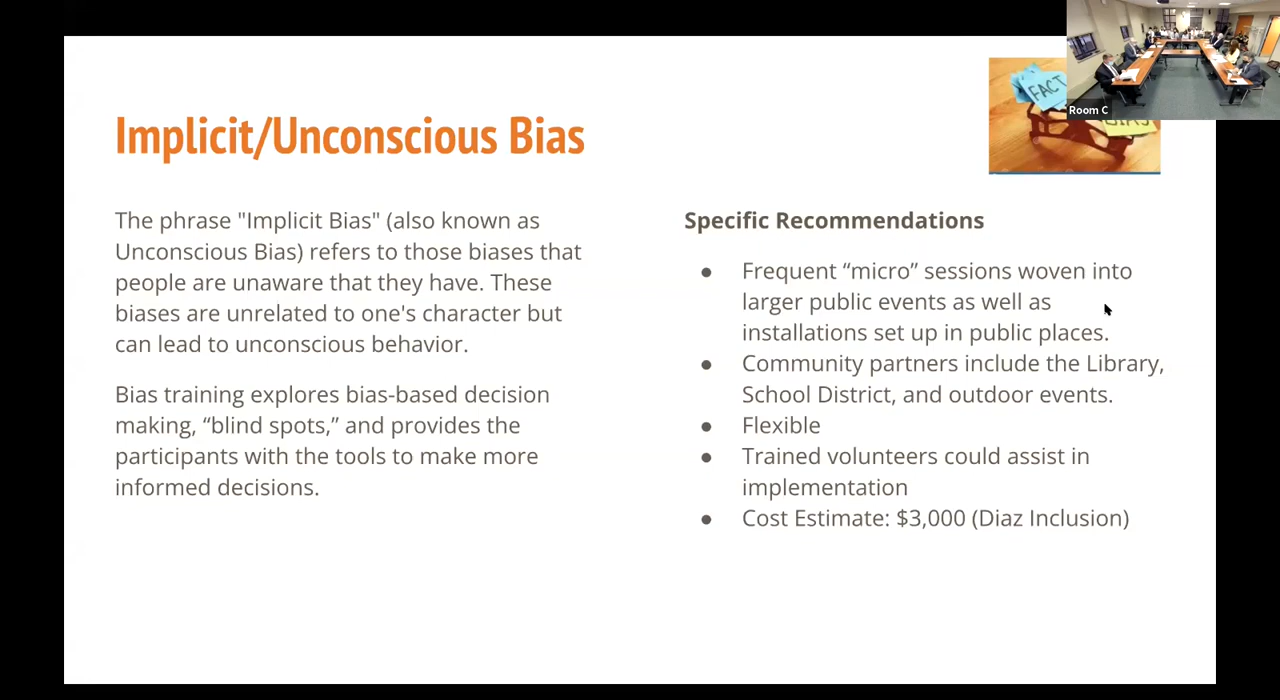 Room C
FACT
BIAS
Implicit/Unconscious Bias
The phrase "Implicit Bias" (also known as
Unconscious Bias) refers to those biases that
people are unaware that they have. These
biases are unrelated to one's character but
can lead to unconscious behavior.
Bias training explores bias-based decision
making, “blind spots,” and provides the
participants with the tools to make more
informed decisions.
Specific Recommendations
● Frequent “micro” sessions woven into
larger public events as well as
installations set up in public places.
● Community partners include the Library,
School District, and outdoor events.
● Flexible
● Trained volunteers could assist in
implementation
● Cost Estimate: $3,000 (Diaz Inclusion)